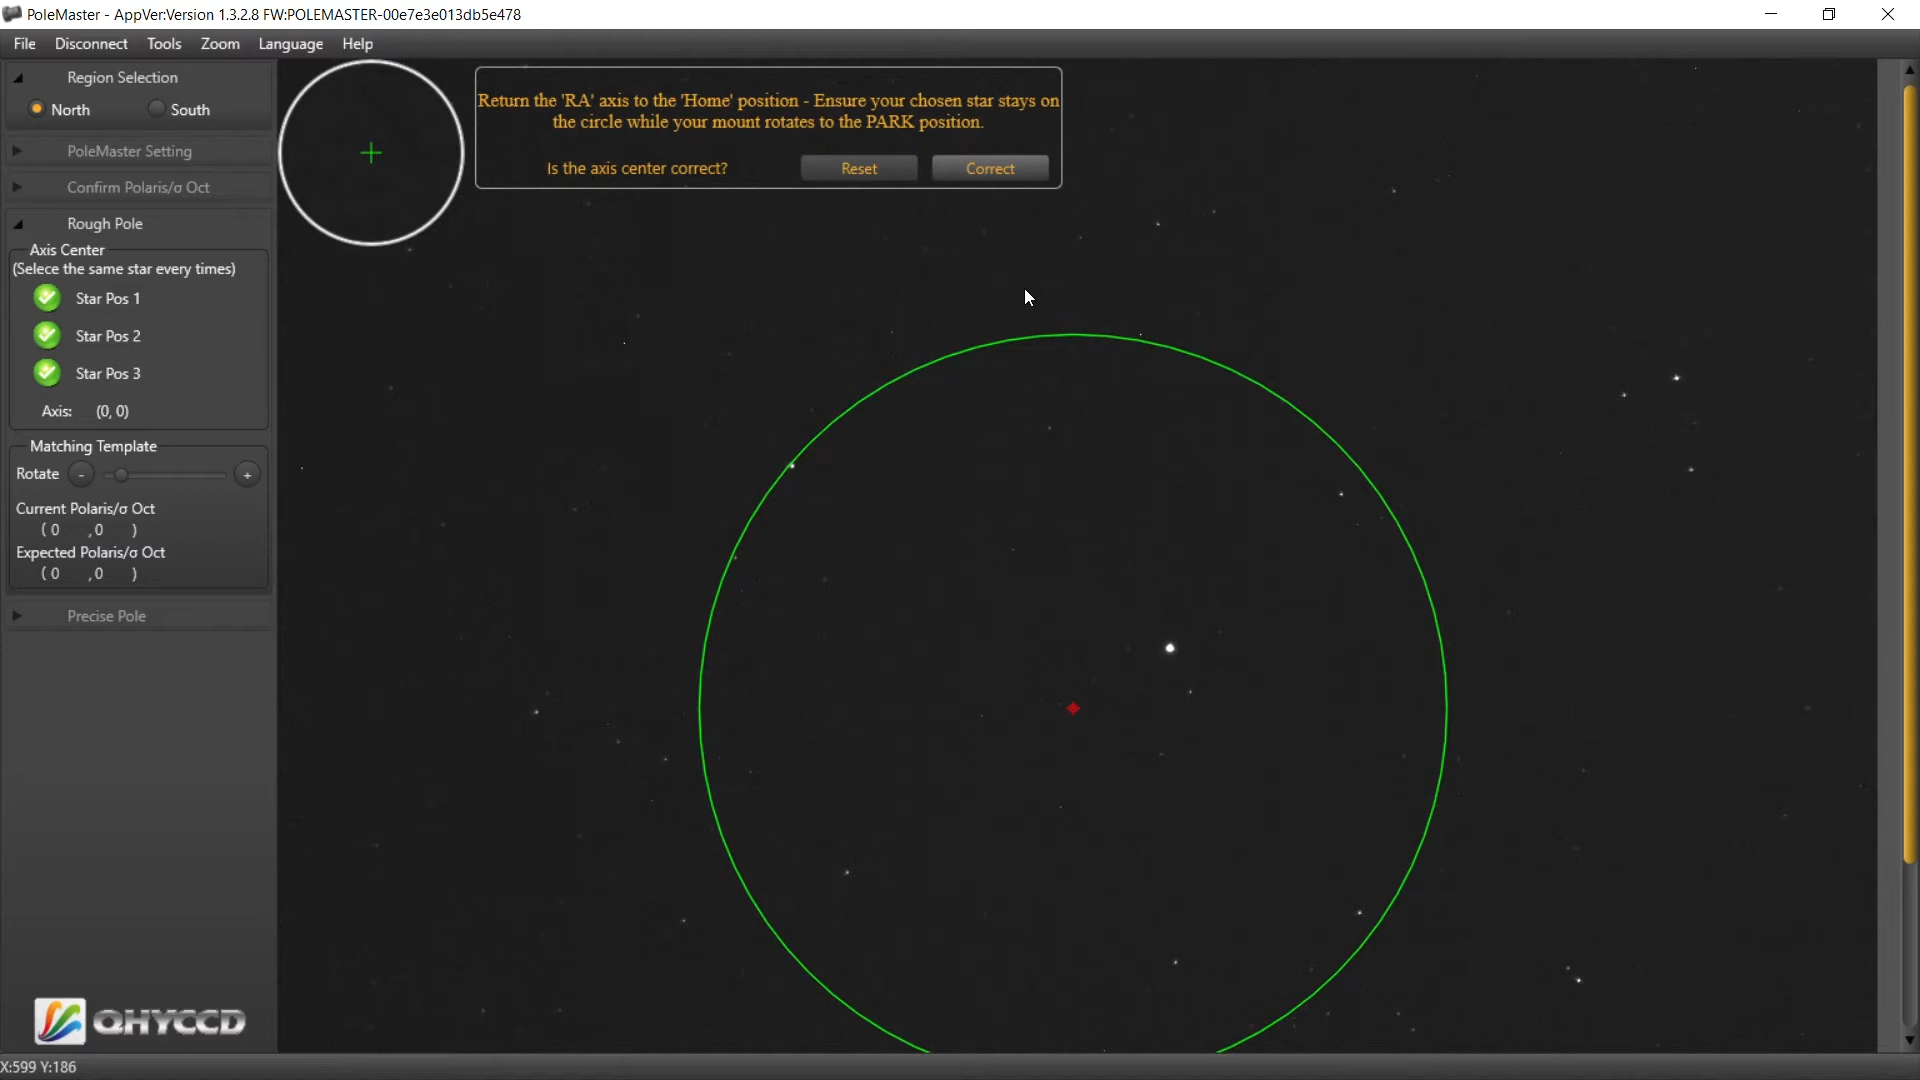 PoleMaster - AppVer:Version 1.3.2.8 FW:POLEMASTER-00e7e3e013db5e478
File Disconnect Tools Zoom Language Help
Region Selection
North South
PoleMaster Setting
Confirm Polaris/σ Oct
Rough Pole
Axis Center
(Selece the same star every times)
Star Pos 1
Star Pos 2
Star Pos 3
Axis: (0, 0)
Matching Template
Rotate - +
Current Polaris/σ Oct
( 0 ,0 )
Expected Polaris/σ Oct
( 0 ,0 )
Precise Pole
Return the 'RA' axis to the 'Home' position - Ensure your chosen star stays on
the circle while your mount rotates to the PARK position.
Is the axis center correct? Reset Correct
QHYCCD
X:599 Y:186